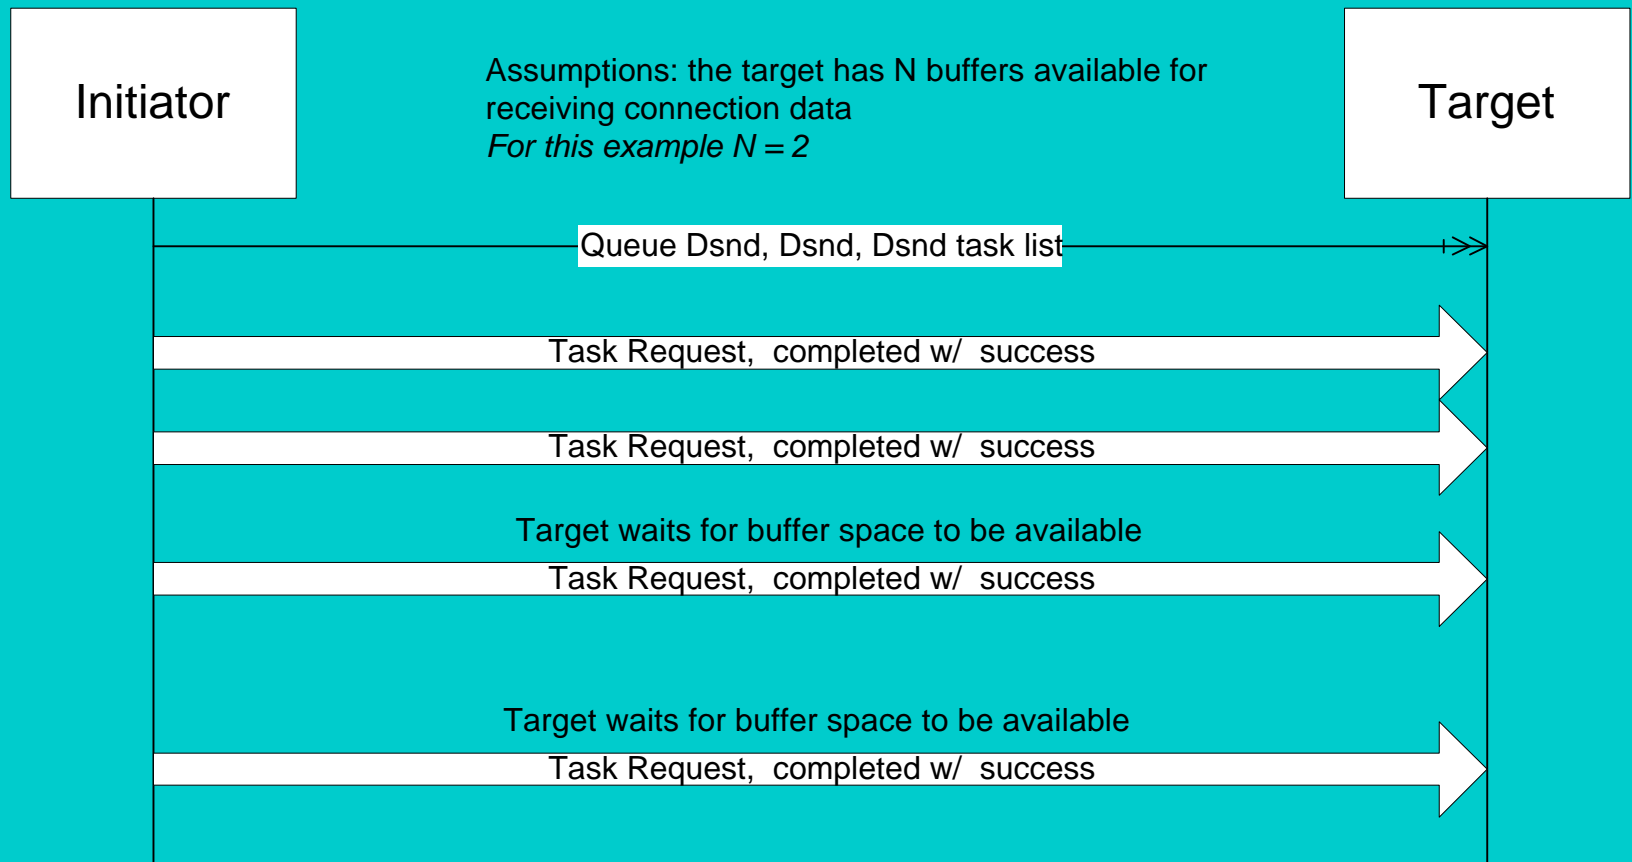 Initiator
Assumptions: the target has N buffers available for
receiving connection data
For this example N = 2
Target
Queue Dsnd, Dsnd, Dsnd task list
Task Request,  completed w/  success
Task Request,  completed w/  success
Target waits for buffer space to be available
Task Request,  completed w/  success
Target waits for buffer space to be available
Task Request,  completed w/  success